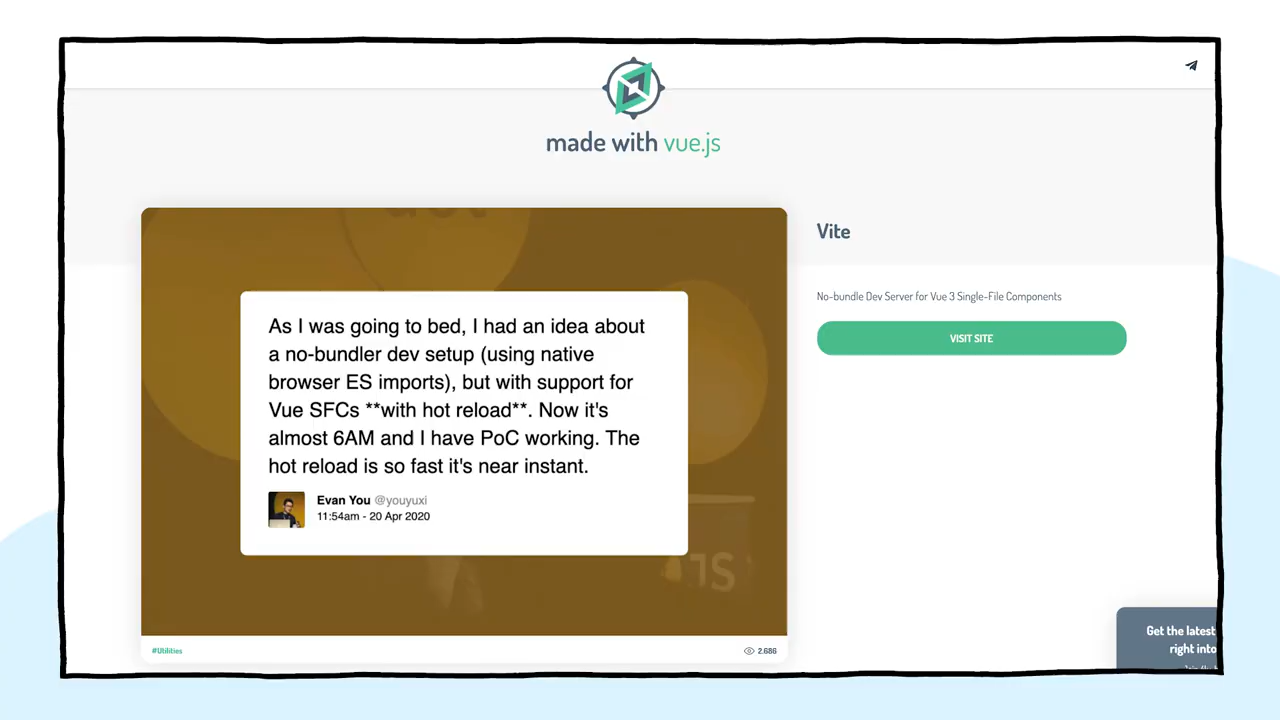 made with vue.js
Vite
No-bundle Dev Server for Vue 3 Single-File Components
VISIT SITE
As I was going to bed, I had an idea about
a no-bundler dev setup (using native
browser ES imports), but with support for
Vue SFCs **with hot reload**. Now it's
almost 6AM and I have PoC working. The
hot reload is so fast it's near instant.
Evan You @youyuxi
11:54am - 20 Apr 2020
JS
#Utilities
2.686
Get the latest
right into